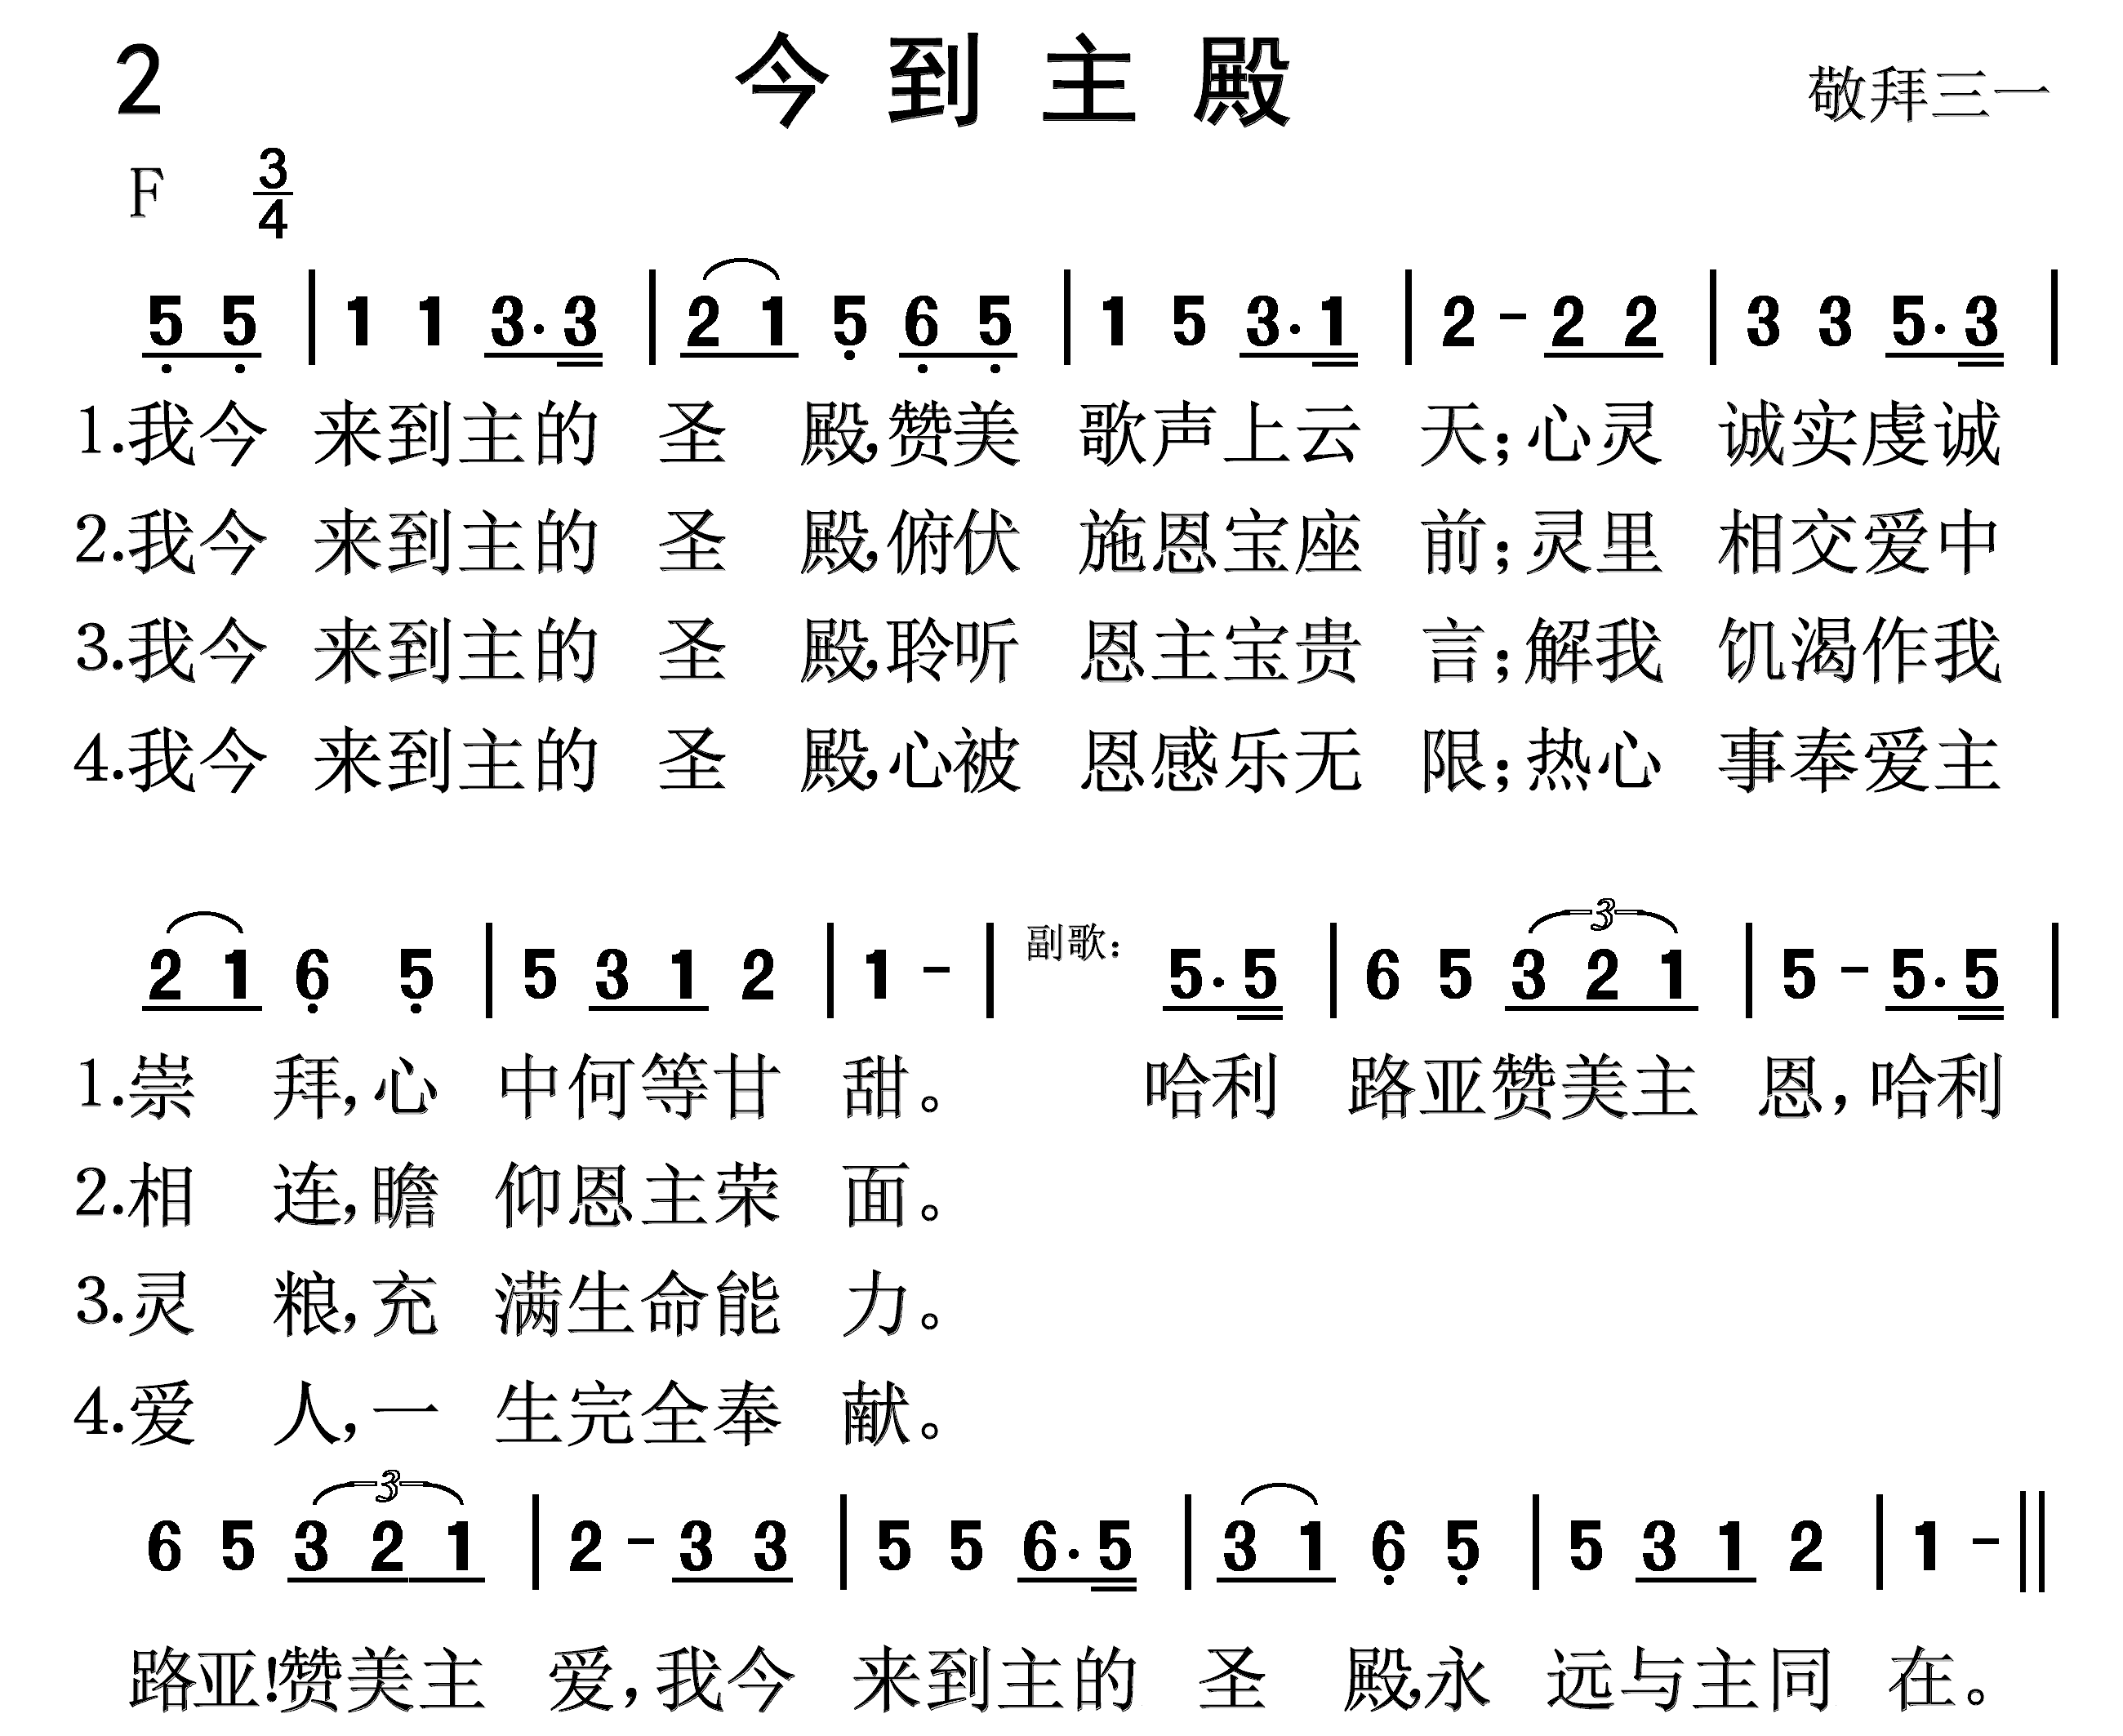 2 今到主殿 敬拜三一
F 3/4
5 5 | 1 1 3. 3 | 2 1 5 6 5 | 1 5 3. 1 | 2 - 2 2 | 3 3 5. 3 |
1.我今 来到主的 圣 殿,赞美 歌声上云 天;心灵 诚实虔诚
2.我今 来到主的 圣 殿,俯伏 施恩宝座 前;灵里 相交爱中
3.我今 来到主的 圣 殿,聆听 恩主宝贵 言;解我 饥渴作我
4.我今 来到主的 圣 殿,心被 恩感乐无 限;热心 事奉爱主
2 1 6 5 | 5 3 1 2 | 1 - | 副歌: 5. 5 | 6 5 3 2 1 | 5 - 5. 5 |
3
1.崇 拜,心 中何等甘 甜。 哈利 路亚赞美主 恩,哈利
2.相 连,瞻 仰恩主荣 面。
3.灵 粮,充 满生命能 力。
4.爱 人,一 生完全奉 献。
3
6 5 3 2 1 | 2 - 3 3 | 5 5 6. 5 | 3 1 6 5 | 5 3 1 2 | 1 - ||
路亚!赞美主 爱,我今 来到主的 圣 殿,永 远与主同 在。